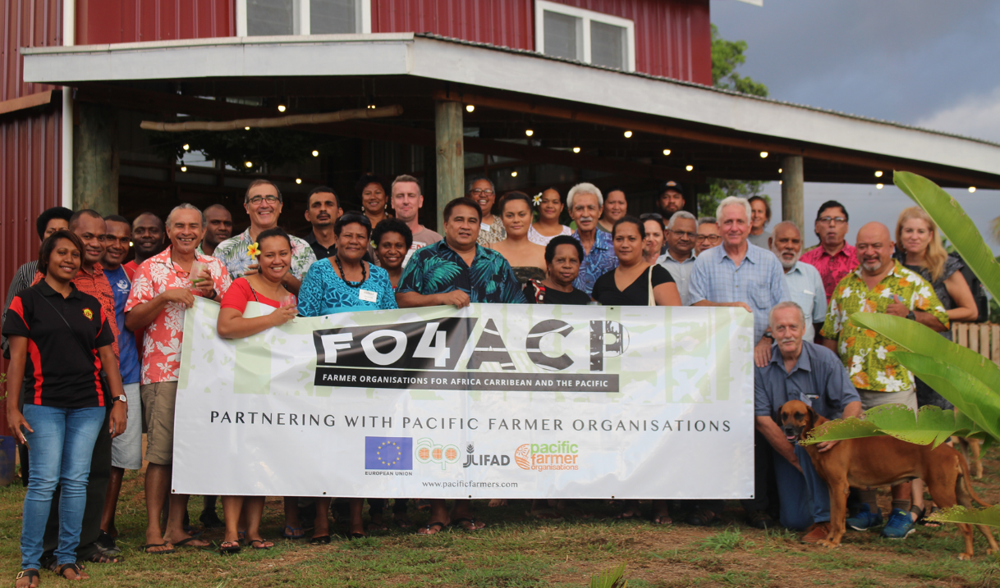 FO4ACP
FARMER ORGANISATIONS FOR AFRICA CARRIBEAN AND THE PACIFIC
PARTNERING WITH PACIFIC FARMER ORGANISATIONS
EUROPEAN UNION
JLIFAD
pacific
farmer
organisations
www.pacificfarmers.com